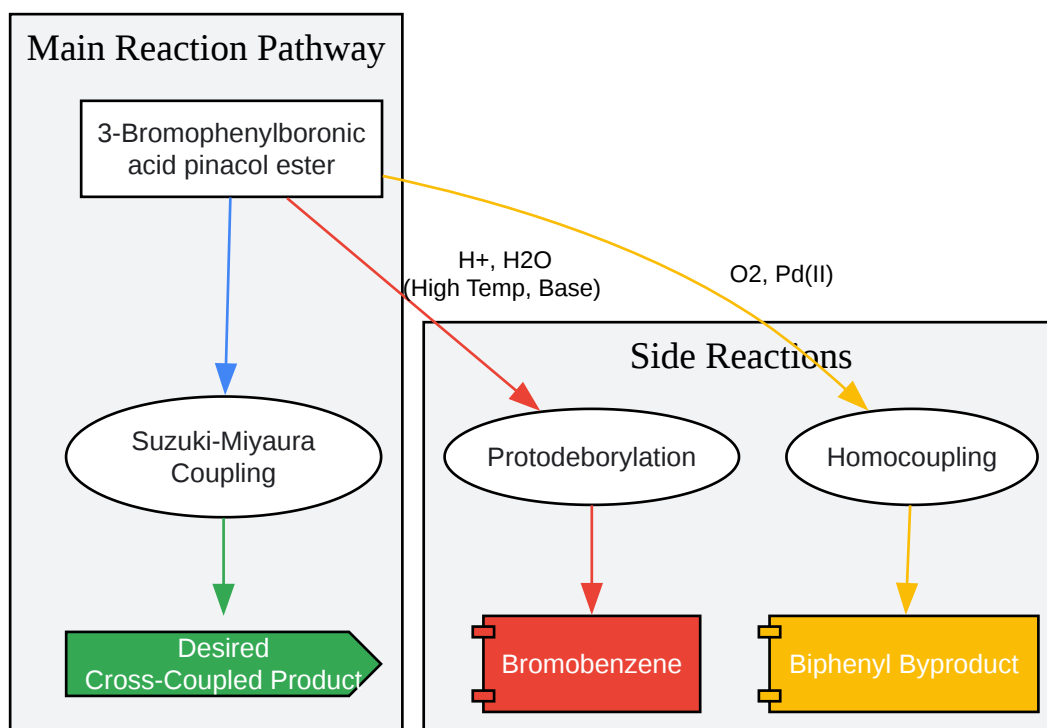 Main Reaction Pathway
3-Bromophenylboronic
acid pinacol ester
H+, H2O
(High Temp, Base)
O2, Pd(II)
Side Reactions
Suzuki-Miyaura
Coupling
Protodeborylation
Homocoupling
Desired
Cross-Coupled Product
Bromobenzene
Biphenyl Byproduct